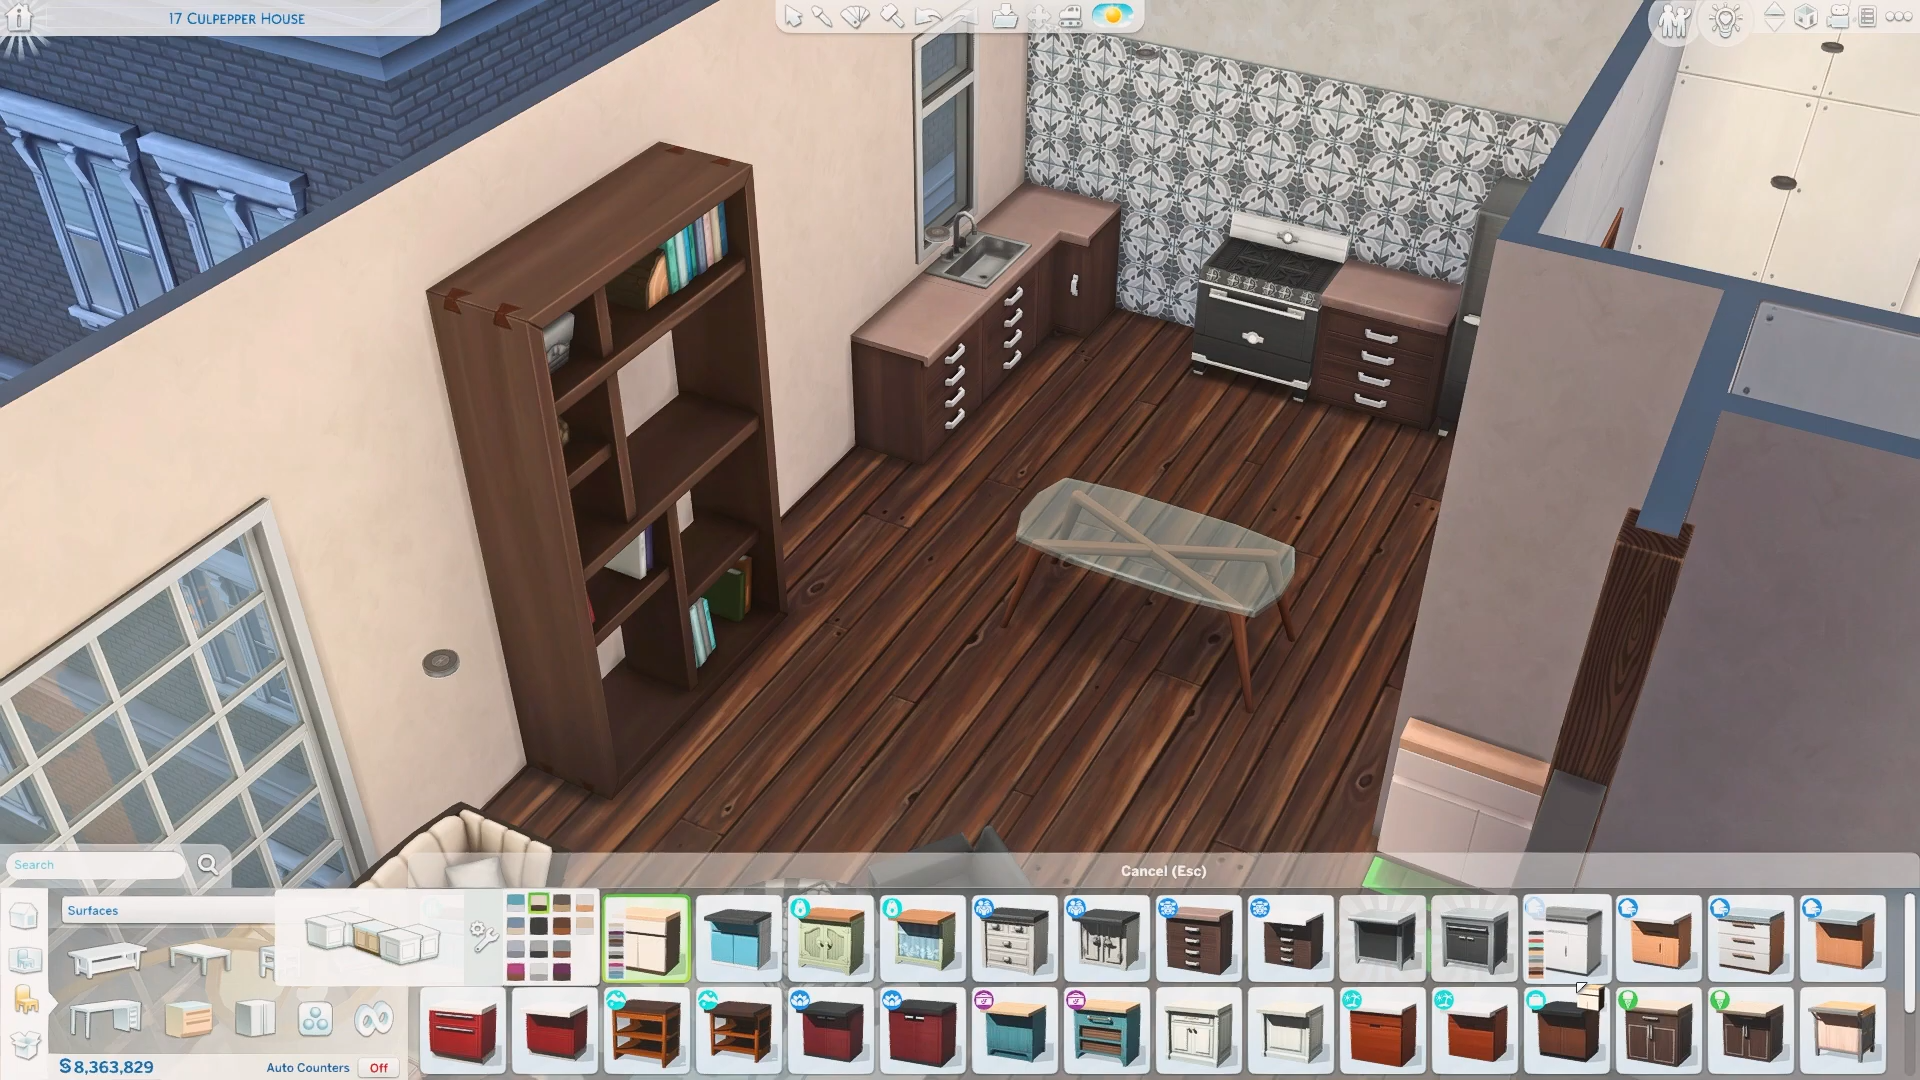 17 Culpepper House
Search
Cancel (Esc)
Surfaces
§8,363,829
Auto Counters Off